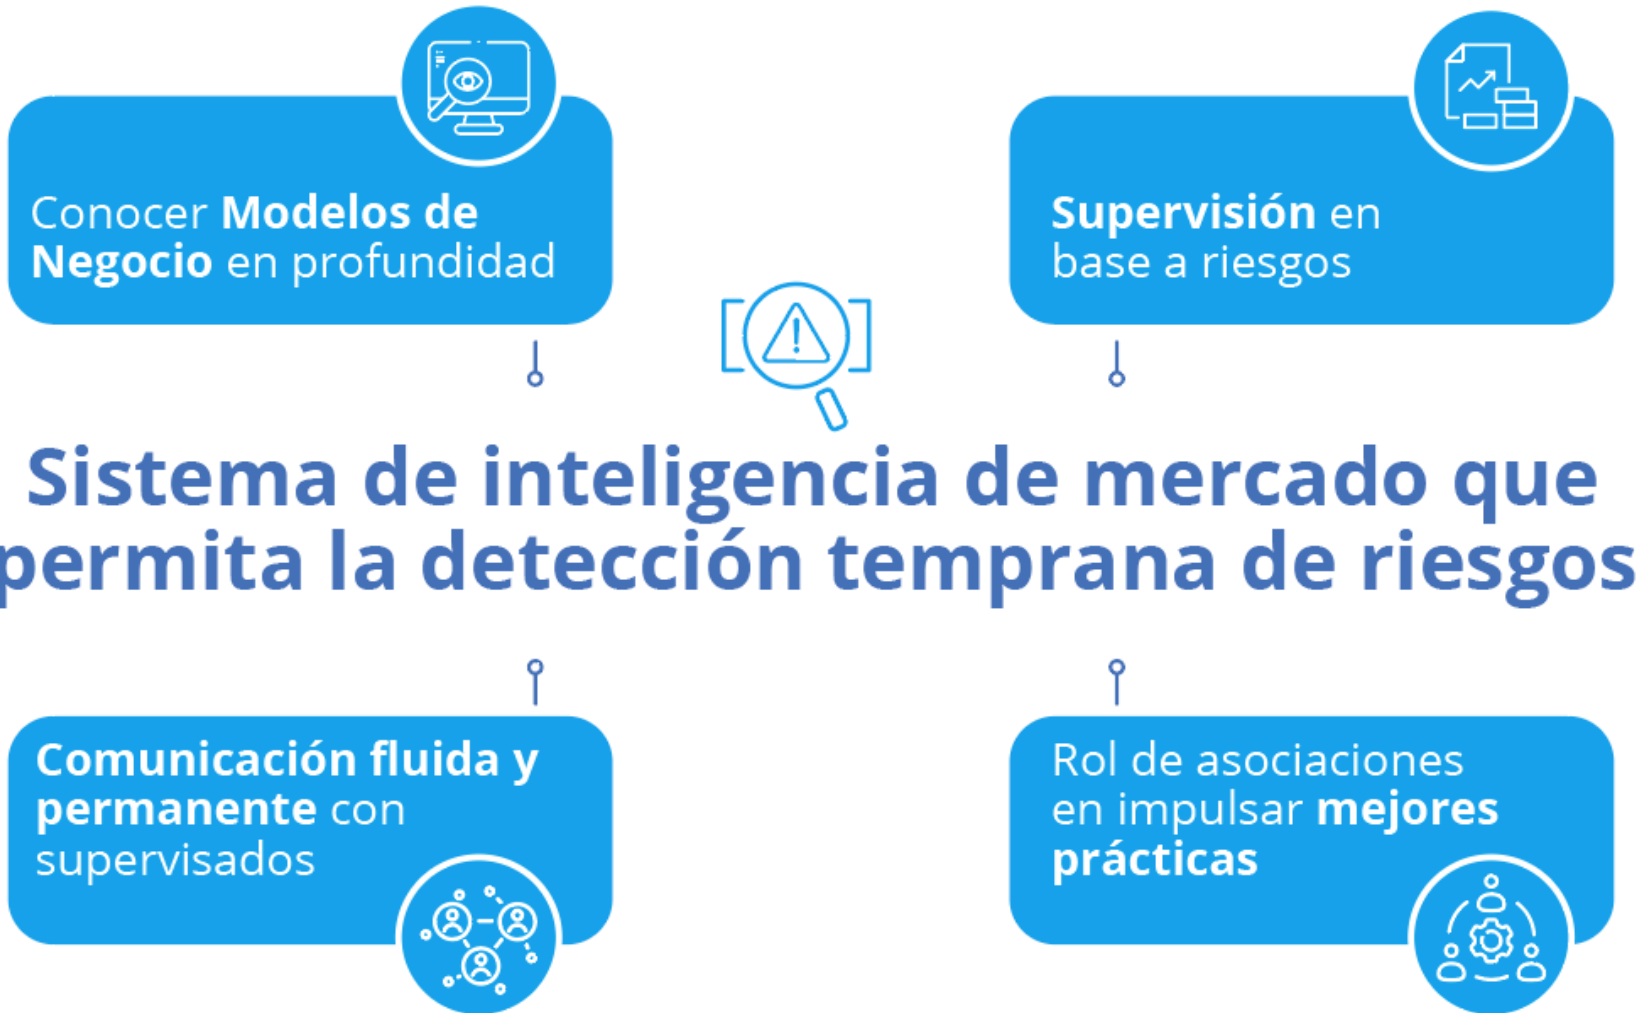 Conocer Modelos de
Negocio en profundidad
Supervisión en
base a riesgos
Sistema de inteligencia de mercado que
permita la detección temprana de riesgos
Comunicación fluida y
permanente con
supervisados
Rol de asociaciones
en impulsar mejores
prácticas